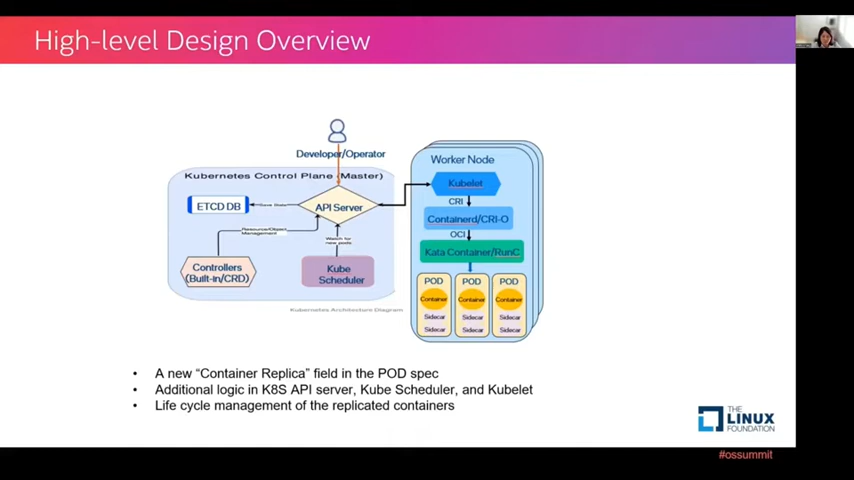 High-level Design Overview
Developer/Operator
Kubernetes Control Plane (Master)
ETCD DB
Save State
API Server
Resource/Object
Management
Watch for
new pods
Controllers
(Built-in/CRD)
Kube
Scheduler
Kubernetes Architecture Diagram
Worker Node
Kubelet
CRI
Containerd/CRI-O
OCI
Kata Container/RunC
POD
Container
Sidecar
Sidecar
POD
Container
Sidecar
Sidecar
POD
Container
Sidecar
Sidecar
• A new “Container Replica” field in the POD spec
• Additional logic in K8S API server, Kube Scheduler, and Kubelet
• Life cycle management of the replicated containers
THE
LINUX
FOUNDATION
#ossummit